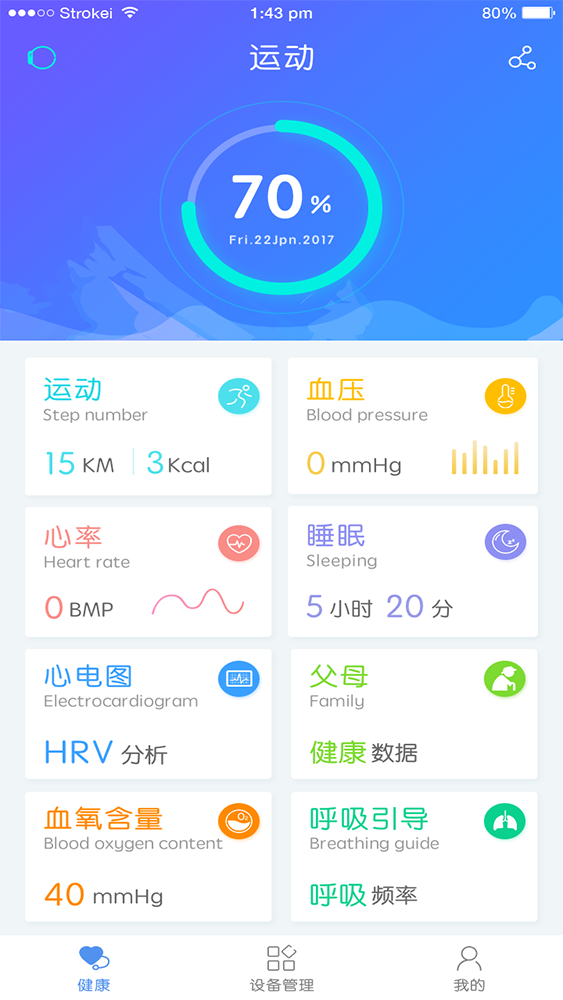 Strokei 1:43 pm 80%
运动
70%
Fri.22Jpn.2017
运动
Step number
15 KM 3Kcal
血压
Blood pressure
0 mmHg
心率
Heart rate
0 BMP
睡眠
Sleeping
5 小时 20 分
心电图
Electrocardiogram
HRV 分析
父母
Family
健康数据
血氧含量
Blood oxygen content
O₂
40 mmHg
呼吸引导
Breathing guide
呼吸频率
健康 设备管理 我的